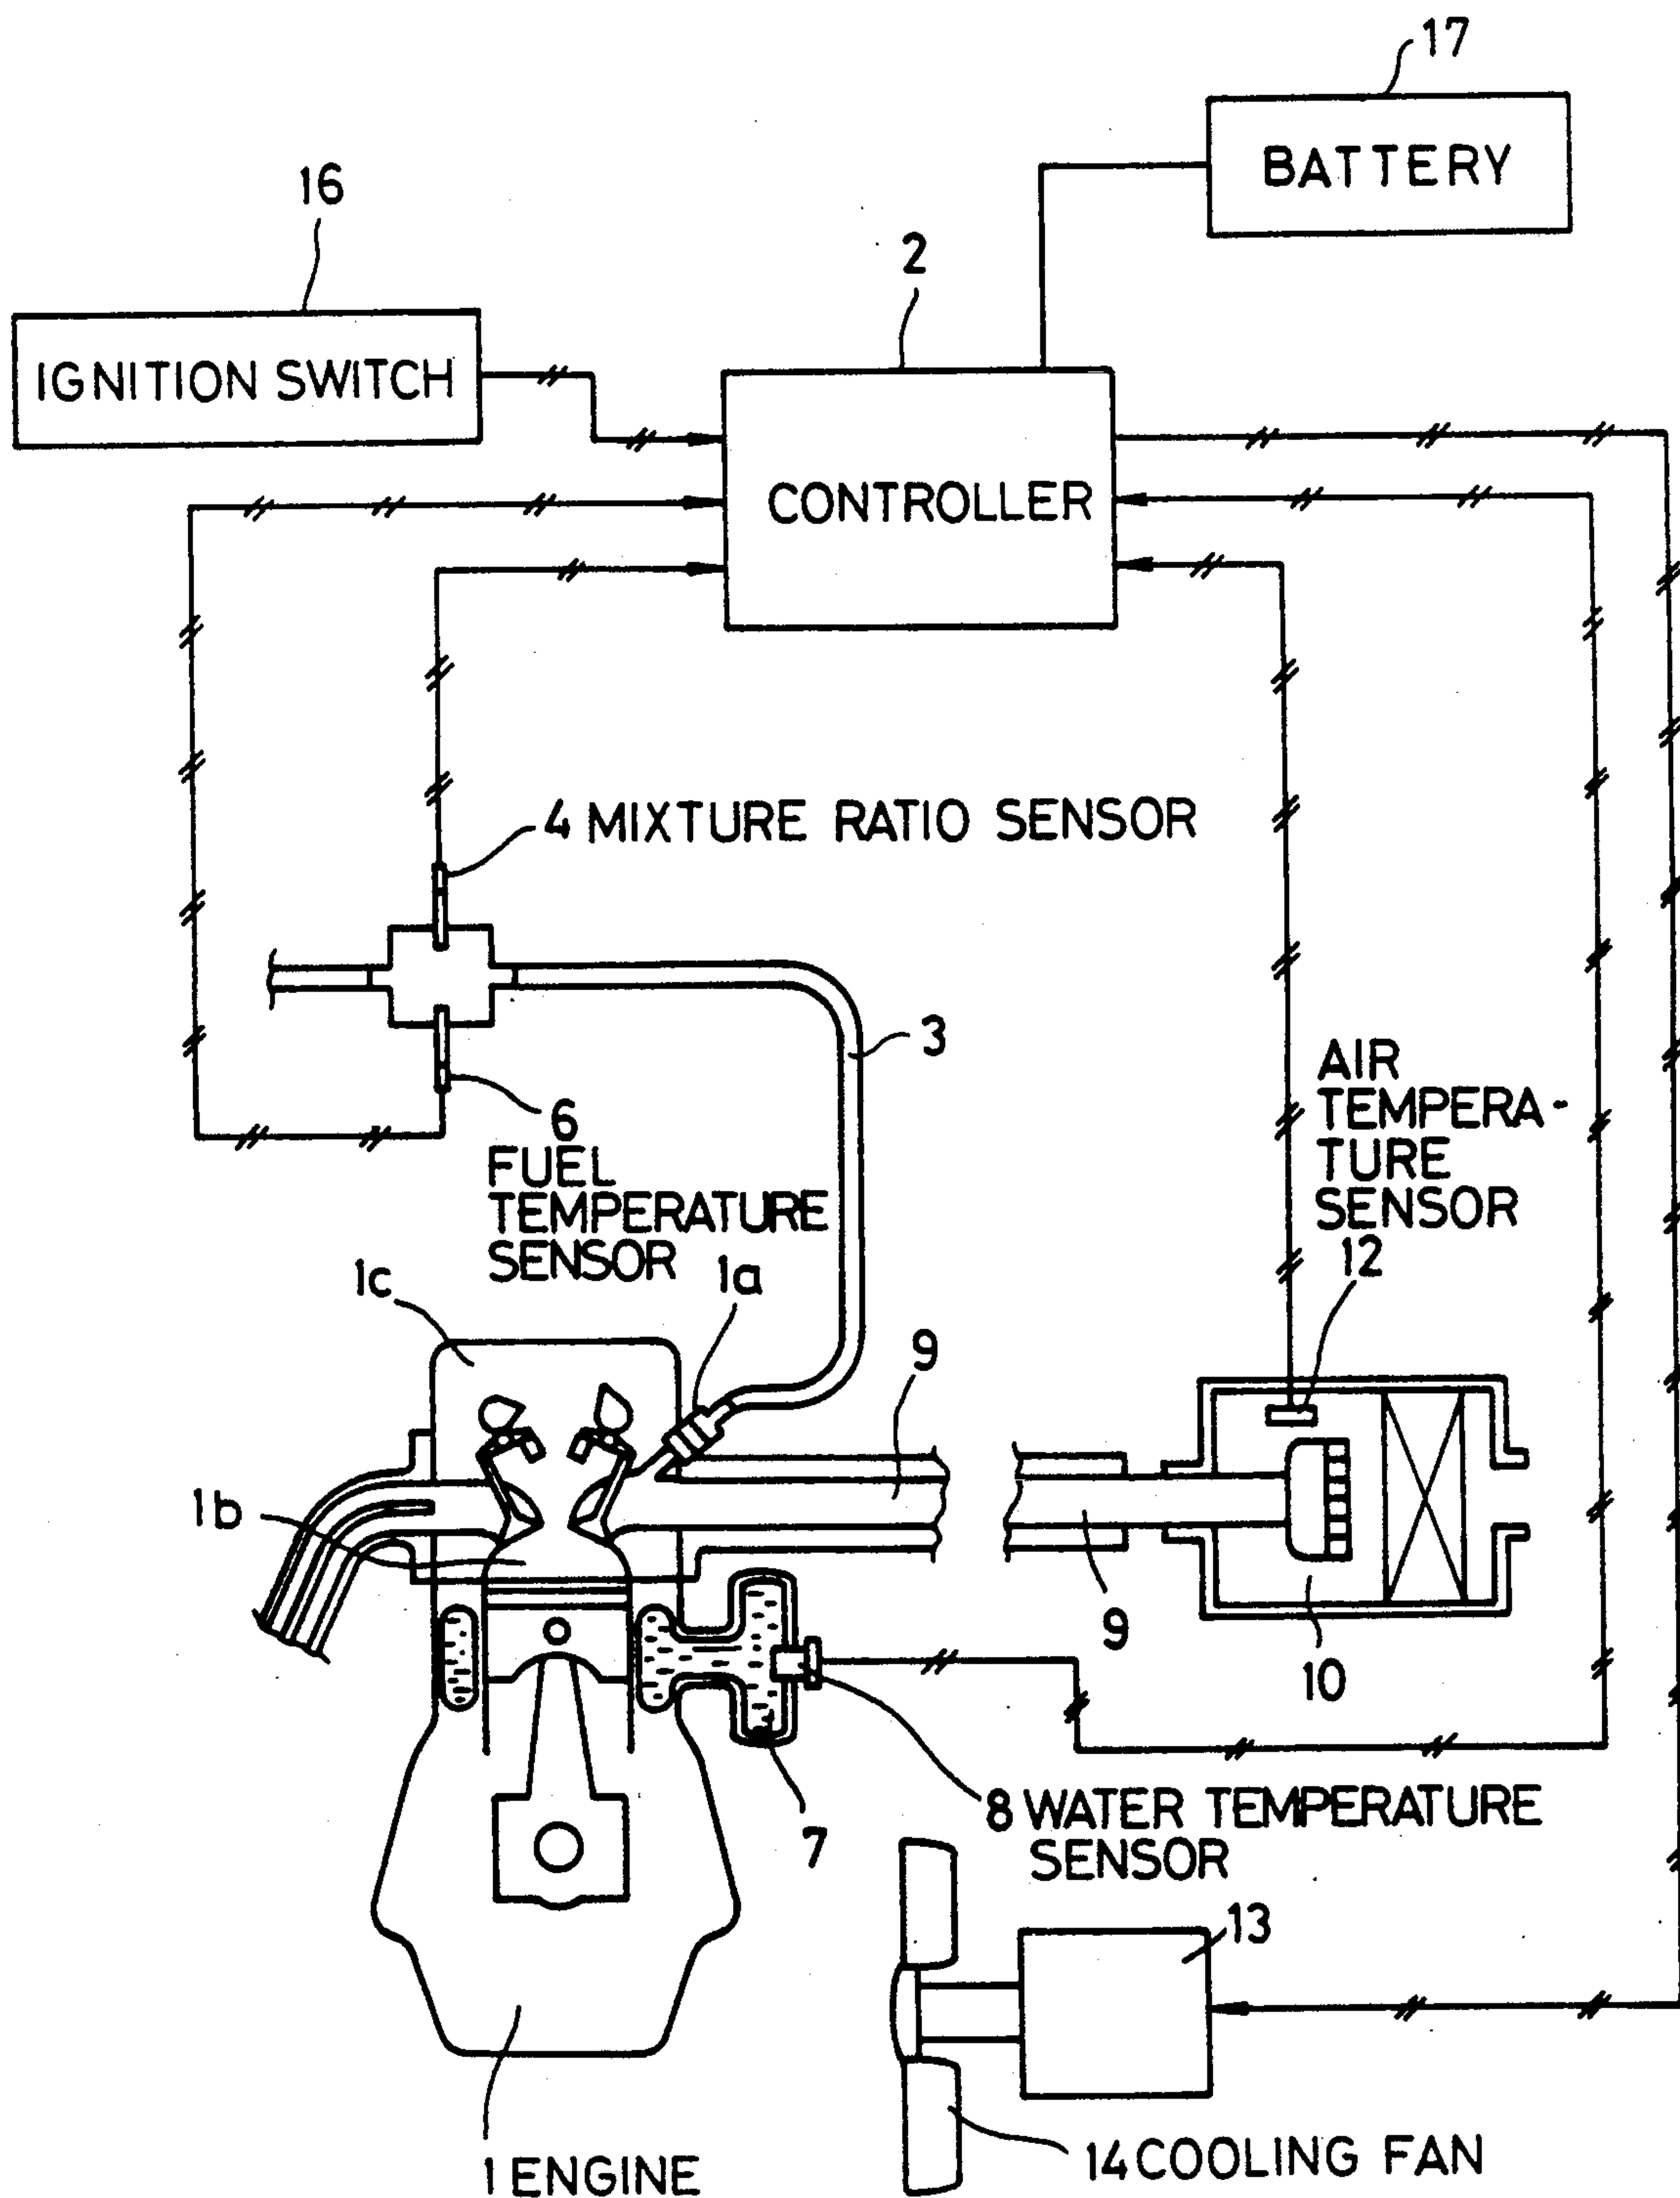 17
BATTERY
16
2
IGNITION SWITCH
CONTROLLER
4 MIXTURE RATIO SENSOR
3
6
FUEL
TEMPERATURE
SENSOR
AIR
TEMPERA-
TURE
SENSOR
12
1c
1a
9
1b
9
10
7
8 WATER TEMPERATURE
SENSOR
13
14 COOLING FAN
1 ENGINE